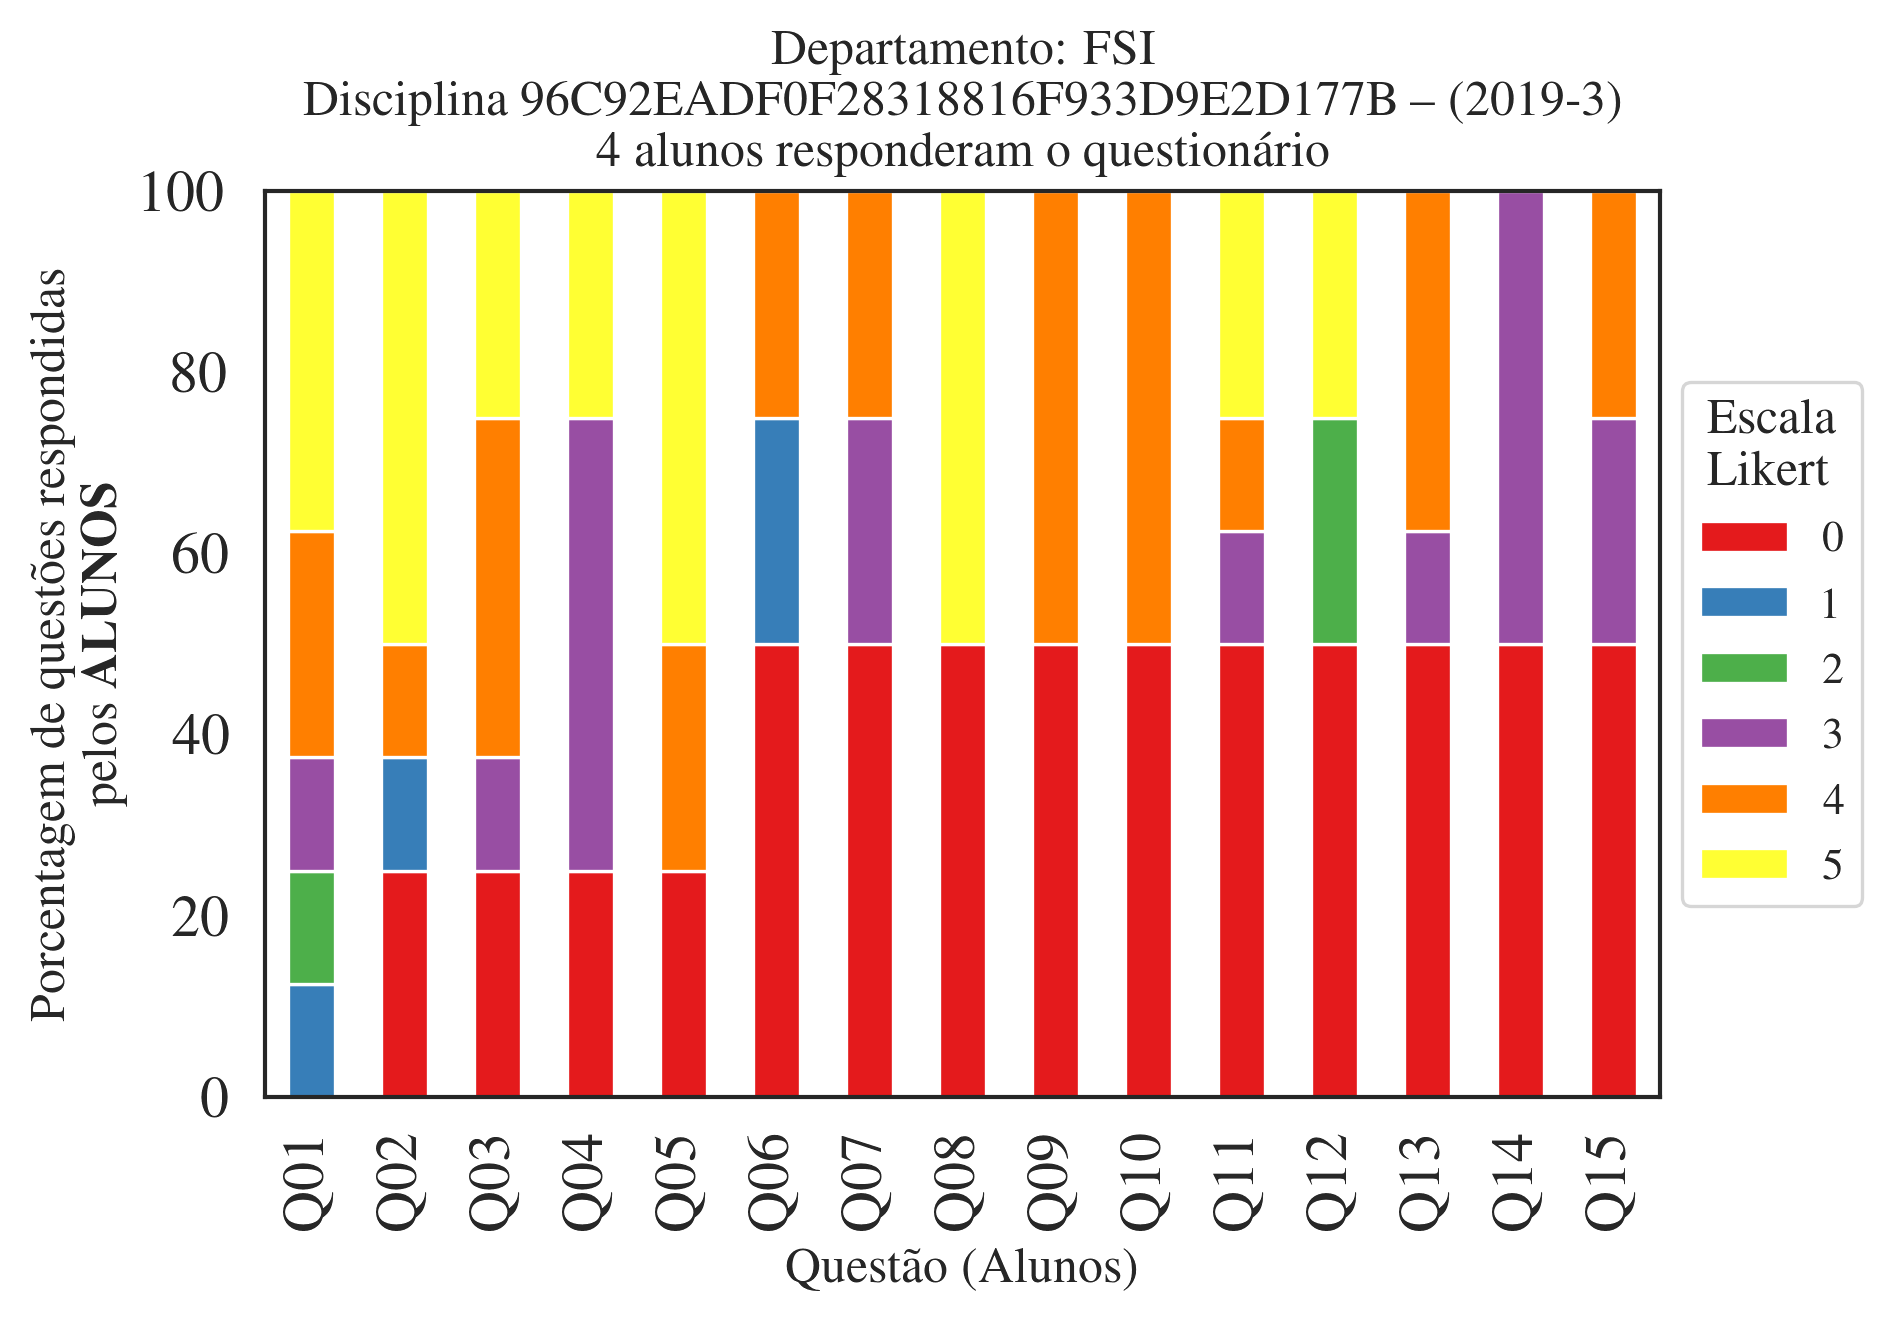 Departamento: FSI
Disciplina 96C92EADF0F28318816F933D9E2D177B – (2019-3)
4 alunos responderam o questionário
Porcentagem de questões respondidas
pelos ALUNOS
100
80
60
40
20
0
Q01
Q02
Q03
Q04
Q05
Q06
Q07
Q08
Q09
Q10
Q11
Q12
Q13
Q14
Q15
Questão (Alunos)
Escala
Likert
0
1
2
3
4
5